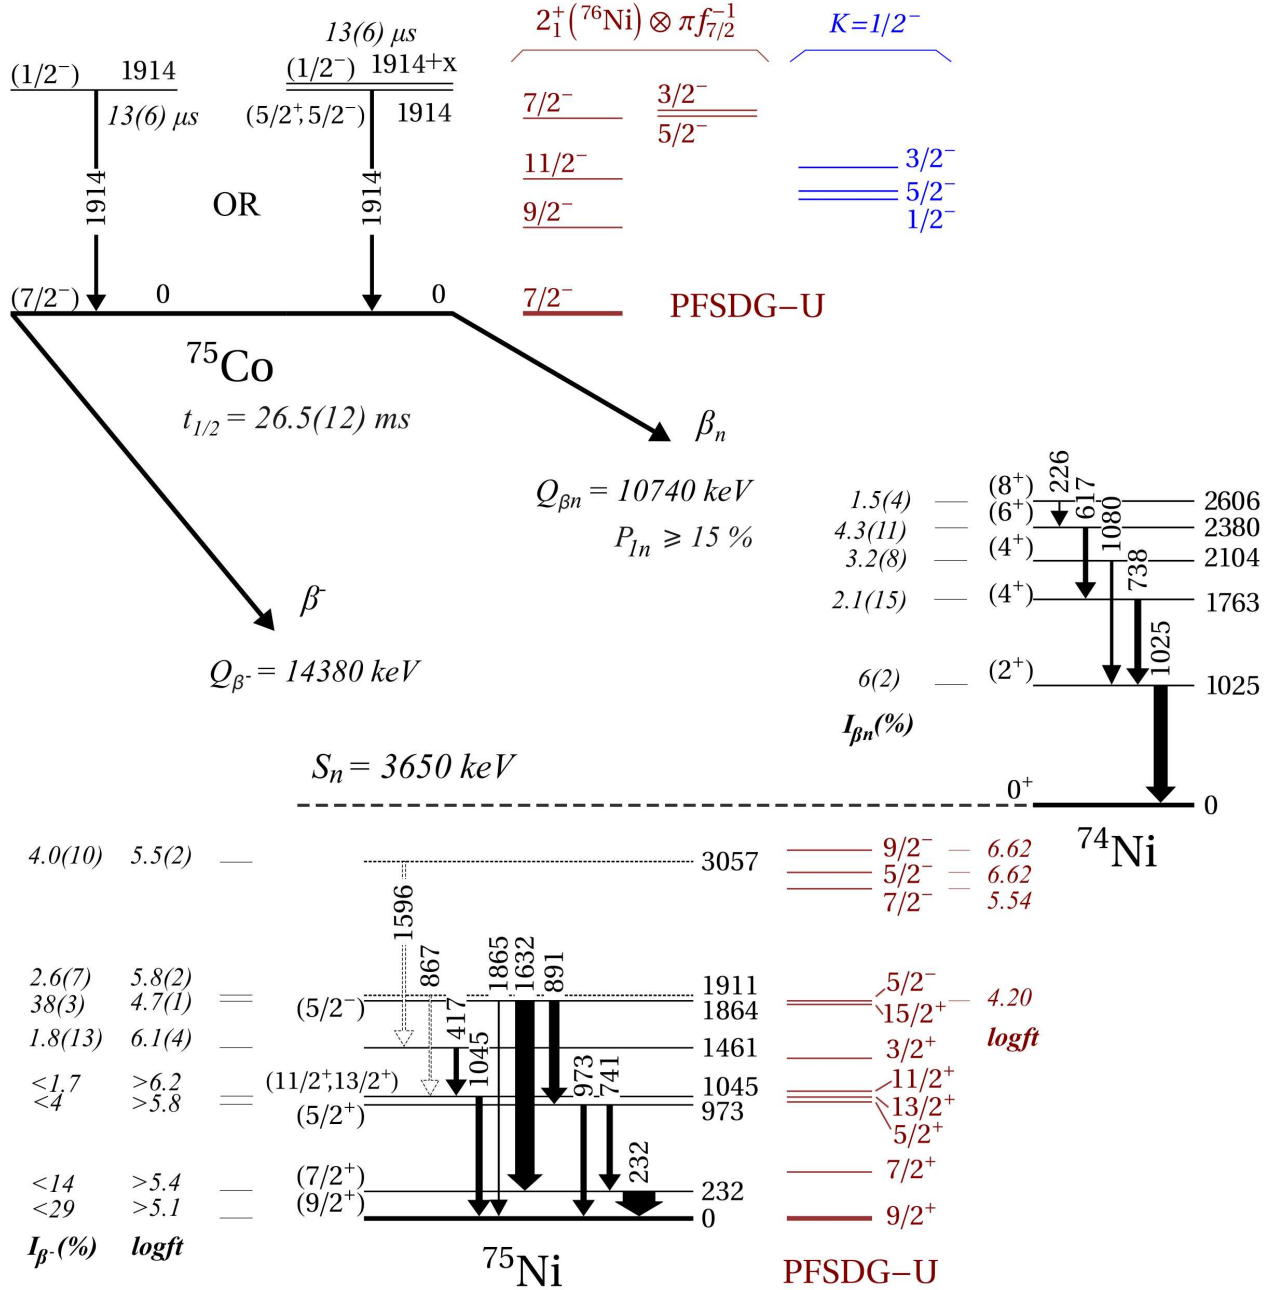 13(6) μs
(1/2⁻) 1914
13(6) μs
(1/2⁻) 1914+x
(5/2⁺,5/2⁻) 1914
1914
1914
OR
(7/2⁻) 0
0
⁷⁵Co
t₁/₂ = 26.5(12) ms
2₁⁺(⁷⁶Ni) ⊗ πf₇/₂⁻¹
7/2⁻
3/2⁻
5/2⁻
11/2⁻
9/2⁻
7/2⁻
PFSDG–U
K=1/2⁻
3/2⁻
5/2⁻
1/2⁻
βₙ
Q_βn = 10740 keV
P₁ₙ ⩾ 15 %
β⁻
Q_β⁻ = 14380 keV
1.5(4) (8⁺) 2606
4.3(11) (6⁺) 2380
3.2(8) (4⁺) 2104
2.1(15) (4⁺) 1763
6(2) (2⁺) 1025
I_βn(%)
226
617
1080
738
1025
0⁺ 0
⁷⁴Ni
Sₙ = 3650 keV
4.0(10) 5.5(2) 3057
2.6(7) 5.8(2) 1911
38(3) 4.7(1) (5/2⁻) 1864
1.8(13) 6.1(4) 1461
<1.7 >6.2 (11/2⁺,13/2⁺) 1045
<4 >5.8 (5/2⁺) 973
<14 >5.4 (7/2⁺) 232
<29 >5.1 (9/2⁺) 0
I_β⁻(%) logft
1596
867
417
1045
1865
1632
891
973
741
232
⁷⁵Ni
9/2⁻ 6.62
5/2⁻ 6.62
7/2⁻ 5.54
5/2⁻ 4.20
15/2⁺
logft
3/2⁺
11/2⁺
13/2⁺
5/2⁺
7/2⁺
9/2⁺
PFSDG–U